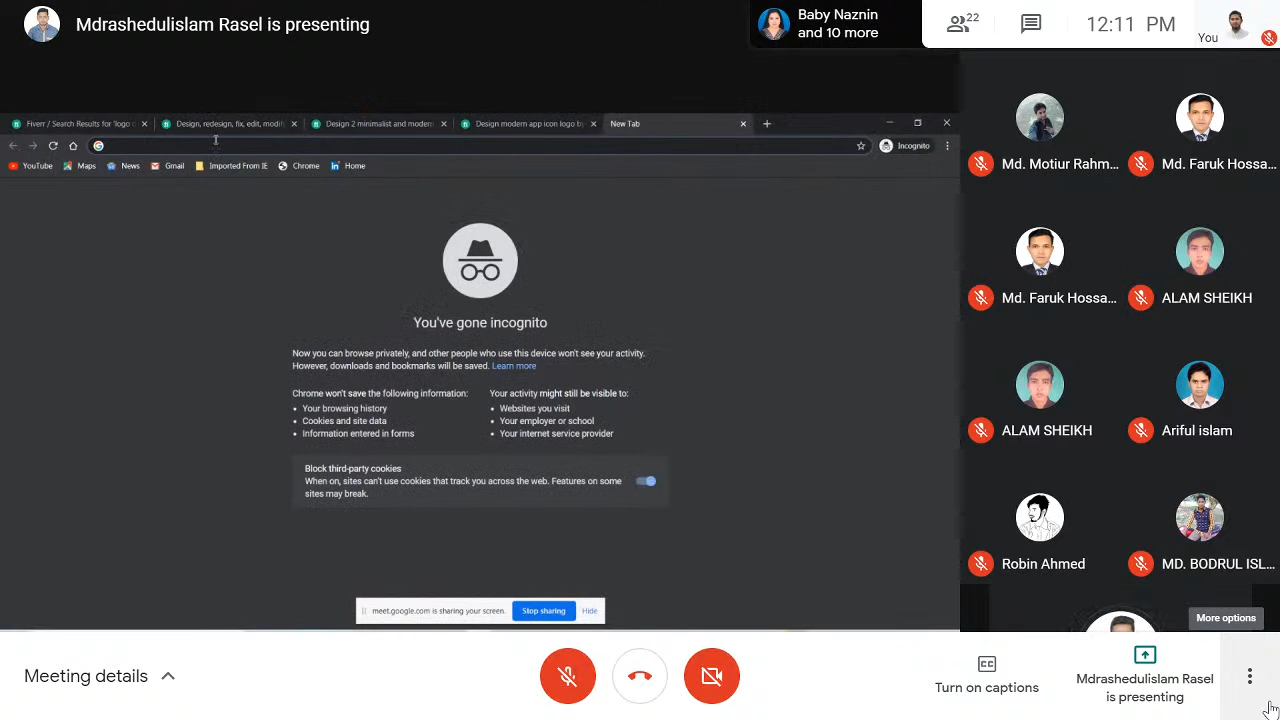 Mdrashedulislam Rasel is presenting
Baby Naznin
and 10 more
22
12:11 PM
You
Fiverr / Search Results for 'logo
Design, redesign, fix, edit, modif
Design 2 minimalist and modern
Design modern app icon logo by
New Tab
Incognito
YouTube
Maps
News
Gmail
Imported From IE
Chrome
Home
You've gone incognito
Now you can browse privately, and other people who use this device won't see your activity.
However, downloads and bookmarks will be saved. Learn more
Chrome won't save the following information:
• Your browsing history
• Cookies and site data
• Information entered in forms
Your activity might still be visible to:
• Websites you visit
• Your employer or school
• Your internet service provider
Block third-party cookies
When on, sites can't use cookies that track you across the web. Features on some
sites may break.
meet.google.com is sharing your screen.
Stop sharing
Hide
Md. Motiur Rahm...
Md. Faruk Hossa...
Md. Faruk Hossa...
ALAM SHEIKH
ALAM SHEIKH
Ariful islam
Robin Ahmed
MD. BODRUL ISL...
More options
Meeting details
CC
Turn on captions
Mdrashedulislam Rasel
is presenting